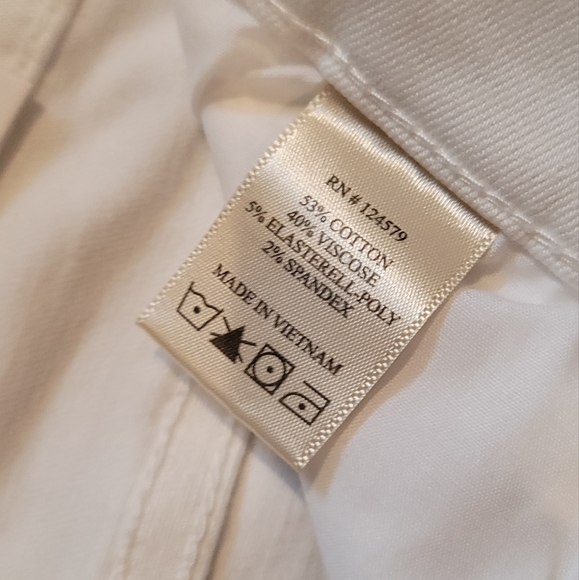 RN # 124579
53% COTTON
40% VISCOSE
5% ELASTERELL-POLY
2% SPANDEX
MADE IN VIETNAM